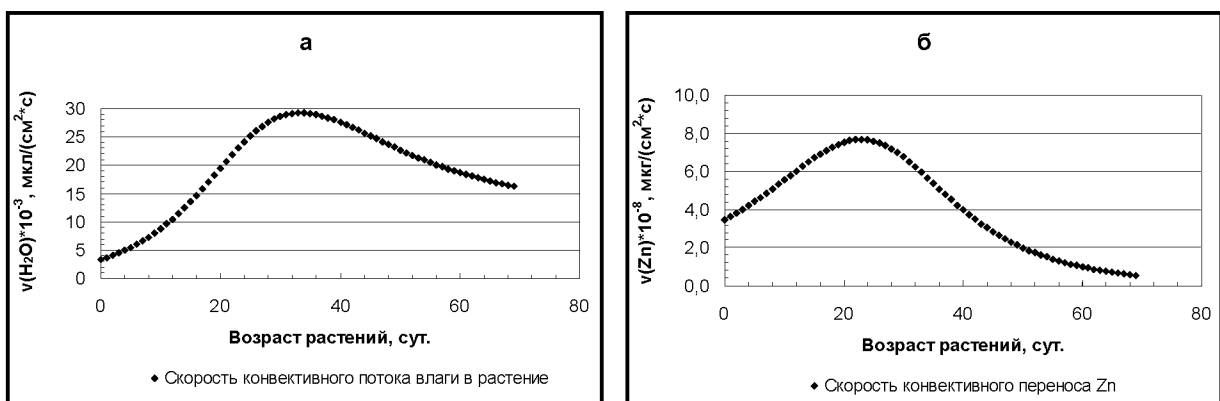 а
v(H₂O)*10⁻³, мкл/(см²*с)
30
25
20
15
10
5
0
0 20 40 60 80
Возраст растений, сут.
♦ Скорость конвективного потока влаги в растение
б
v(Zn)*10⁻⁸, мкг/(см²*с)
10,0
8,0
6,0
4,0
2,0
0,0
0 20 40 60 80
Возраст растений, сут.
♦ Скорость конвективного переноса Zn